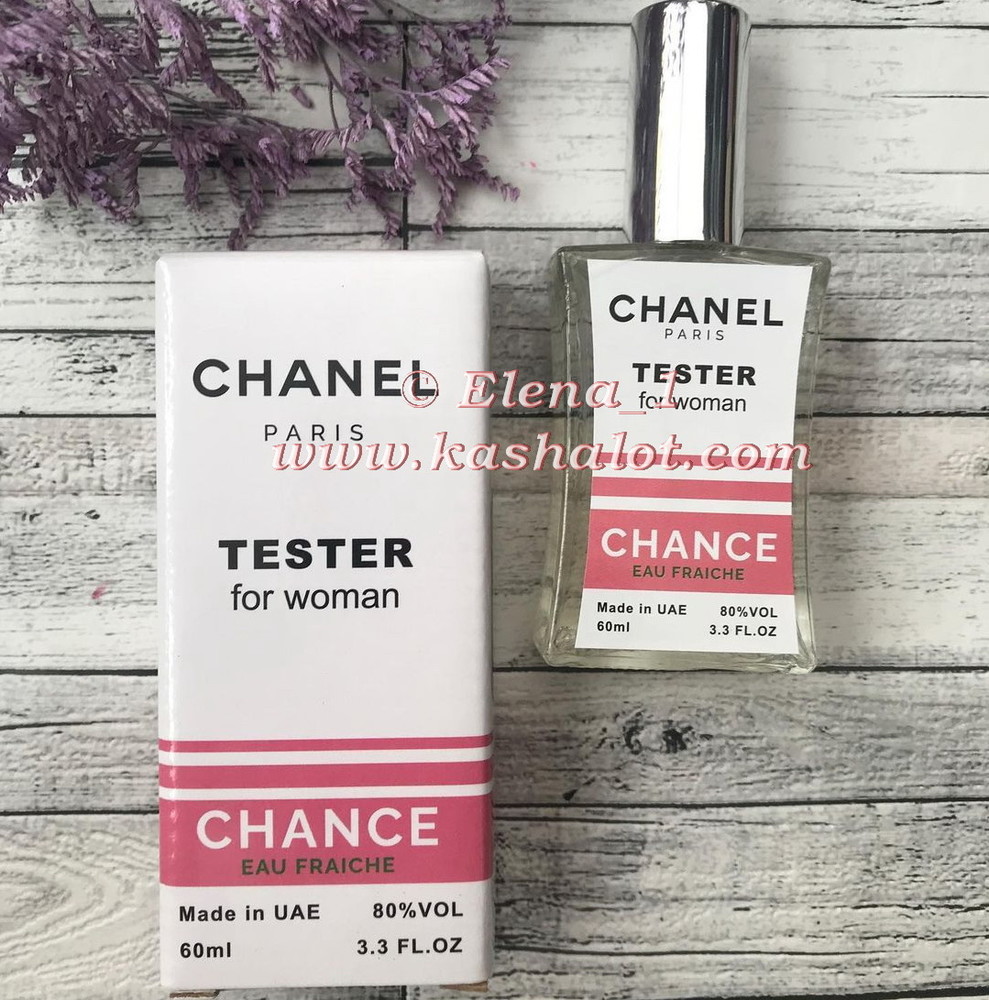 CHANEL
PARIS
TESTER
for woman
CHANCE
EAU FRAICHE
Made in UAE 80%VOL
60ml 3.3 FL.OZ
CHANEL
PARIS
TESTER
for woman
CHANCE
EAU FRAICHE
Made in UAE 80%VOL
60ml 3.3 FL.OZ
© Elena_1
www.kashalot.com